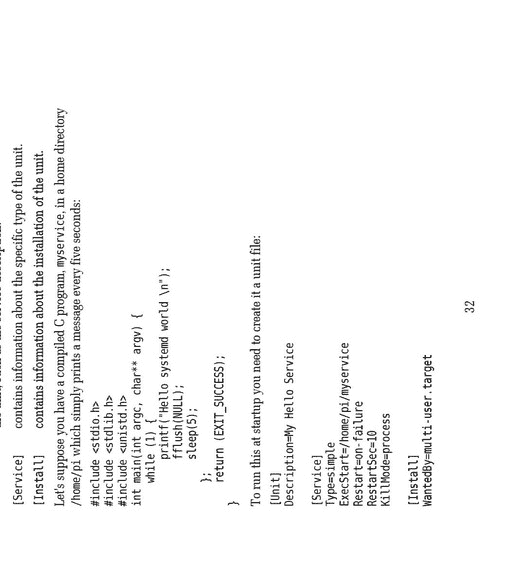 [Service] contains information about the specific type of the unit.
[Install] contains information about the installation of the unit.
Let's suppose you have a compiled C program, myservice, in a home directory
/home/pi which simply prints a message every five seconds:
#include <stdio.h>
#include <stdlib.h>
#include <unistd.h>
int main(int argc, char** argv) {
while (1) {
printf("Hello systemd world \n");
fflush(NULL);
sleep(5);
};
return (EXIT_SUCCESS);
}
To run this at startup you need to create it a unit file:
[Unit]
Description=My Hello Service
[Service]
Type=simple
ExecStart=/home/pi/myservice
Restart=on-failure
RestartSec=10
KillMode=process
[Install]
WantedBy=multi-user.target
32